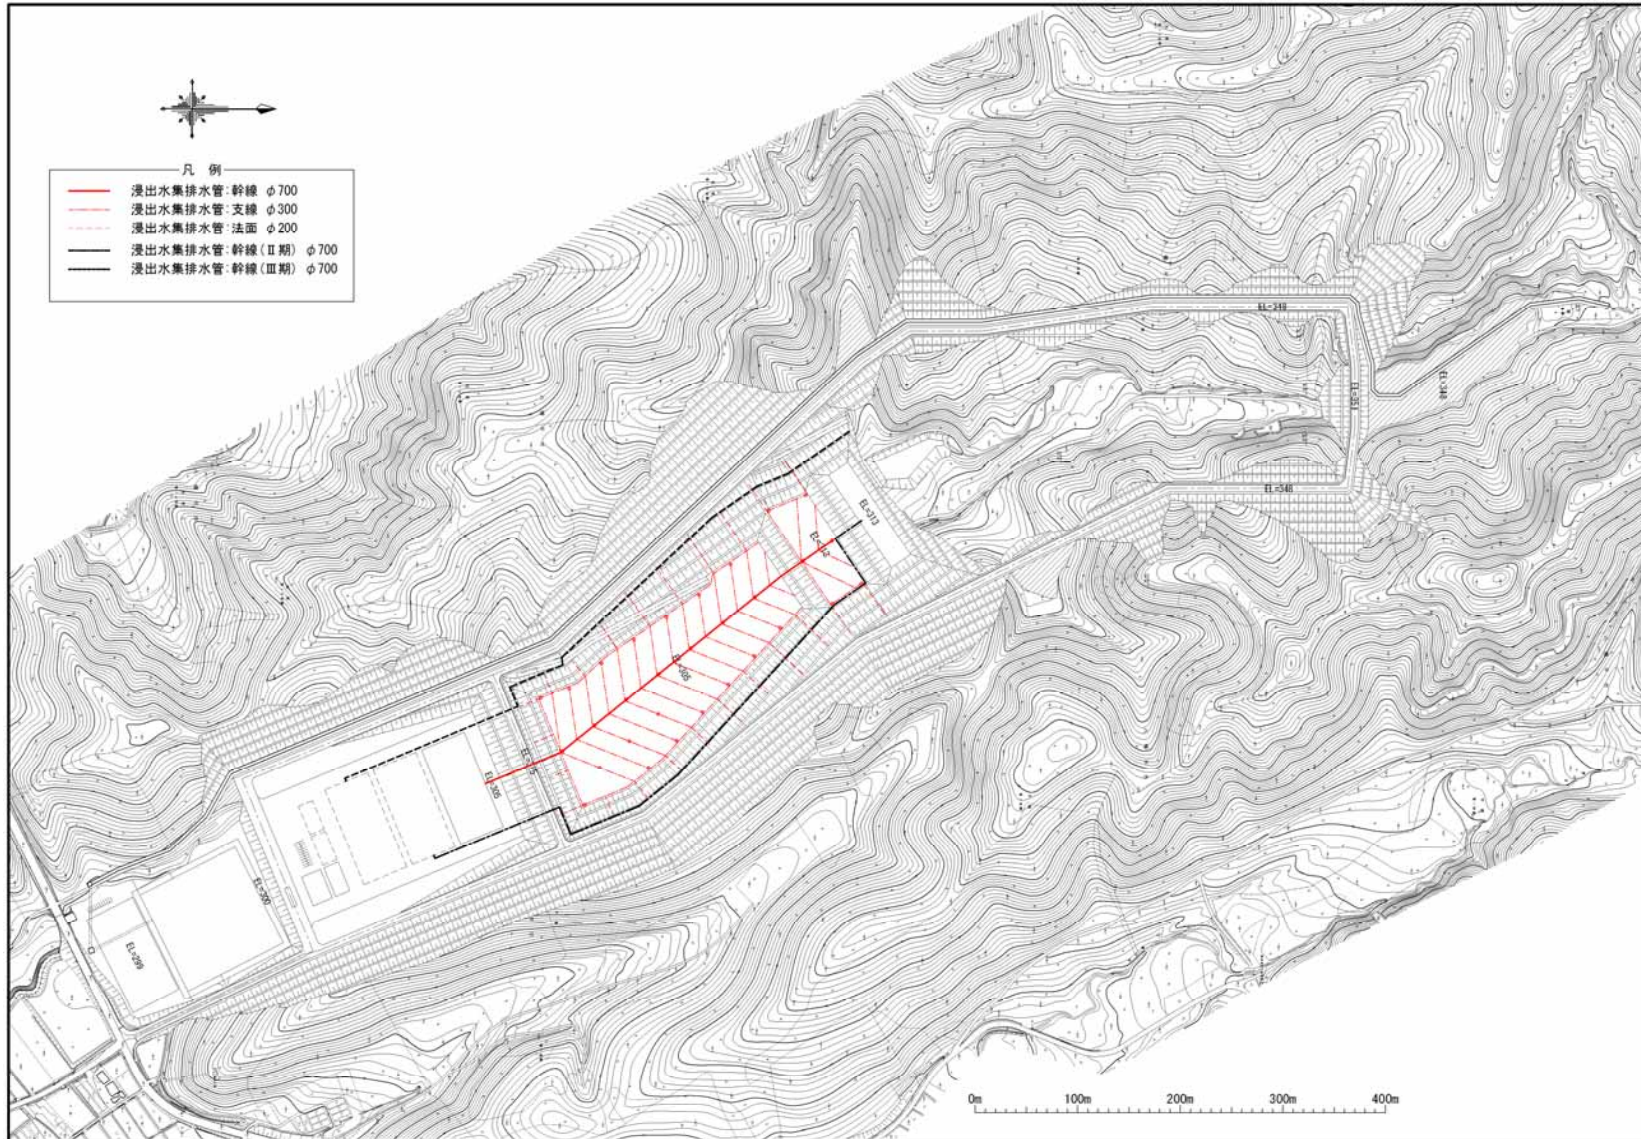 凡 例
浸出水集排水管:幹線 φ700
浸出水集排水管:支線 φ300
浸出水集排水管:法面 φ200
浸出水集排水管:幹線(Ⅱ期) φ700
浸出水集排水管:幹線(Ⅲ期) φ700
EL=348
EL=351
EL=348
EL=348
EL=313
EL=305
EL=305
EL=300
EL=299
0m 100m 200m 300m 400m